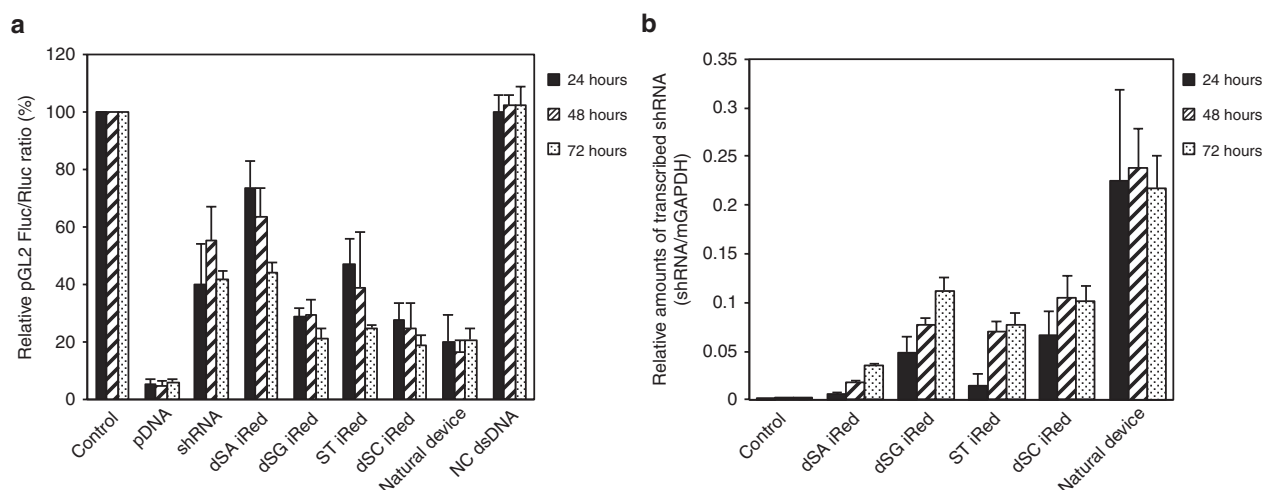 a
Relative pGL2 Fluc/Rluc ratio (%)
120
100
80
60
40
20
0
Control
pDNA
shRNA
dSA iRed
dSG iRed
ST iRed
dSC iRed
Natural device
NC dsDNA
24 hours
48 hours
72 hours
b
Relative amounts of transcribed shRNA
(shRNA/mGAPDH)
0.35
0.3
0.25
0.2
0.15
0.1
0.05
0
Control
dSA iRed
dSG iRed
ST iRed
dSC iRed
Natural device
24 hours
48 hours
72 hours